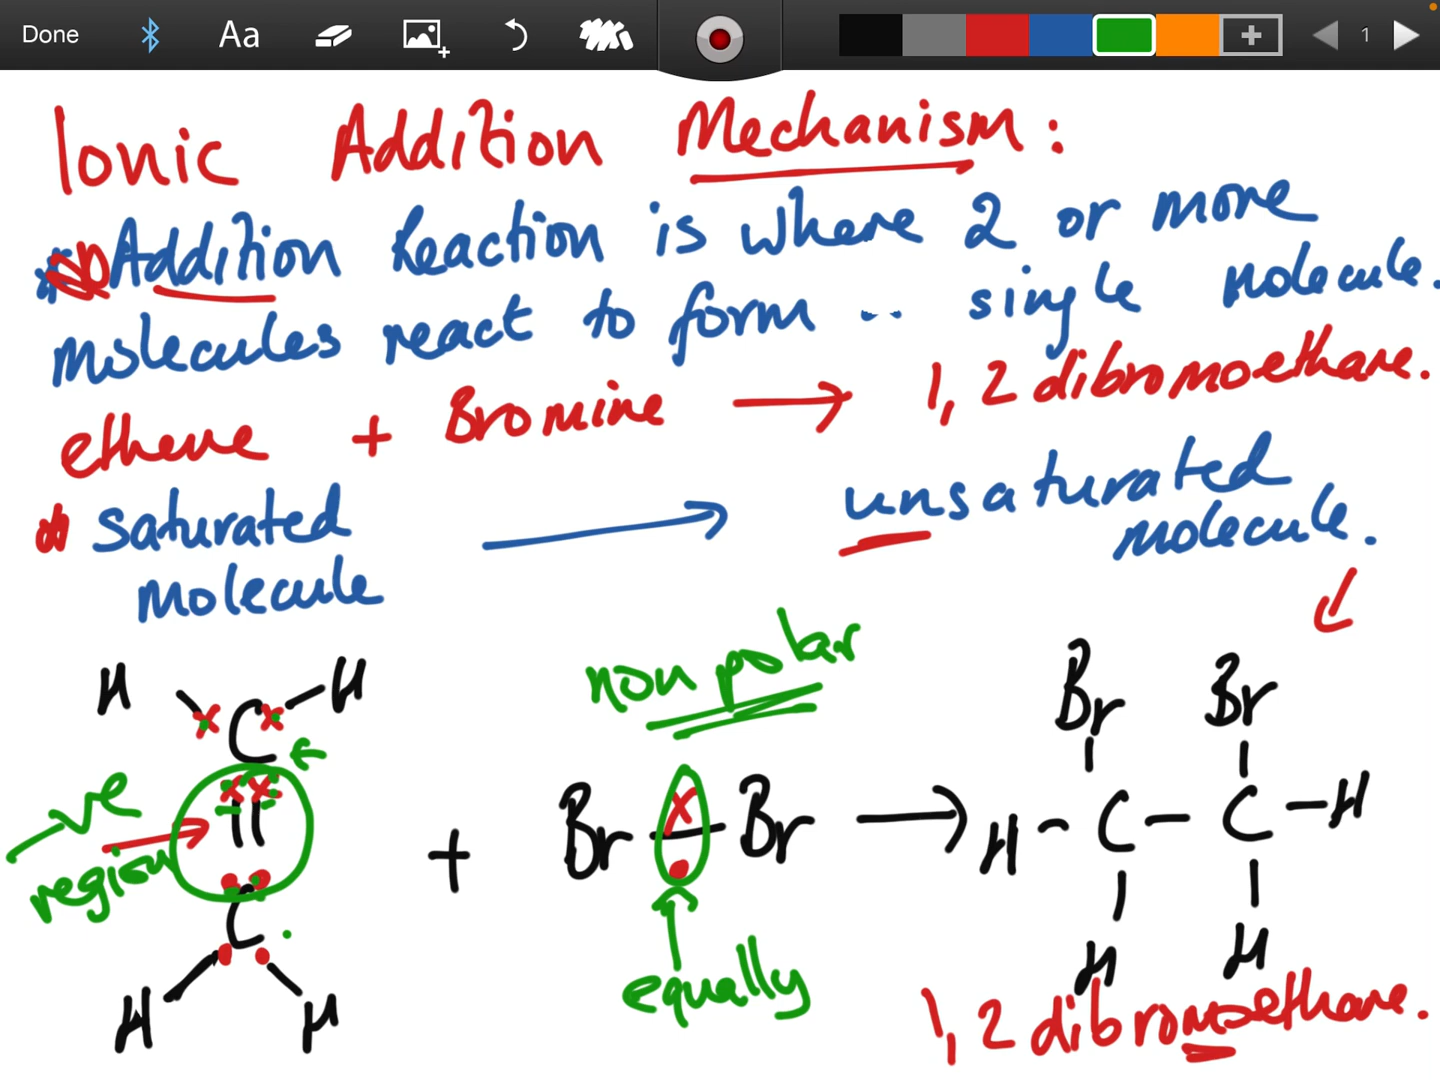 Done Aa 1
Ionic Addition Mechanism:
Addition Reaction is where 2 or more
molecules react to form single molecule.
ethene + Bromine → 1,2 dibromoethane.
saturated → unsaturated
molecule molecule.
non polar
H C H Br Br
-ve
region
|| + Br — Br → H - C - C - H
C
H H equally H H
1,2 dibromoethane.